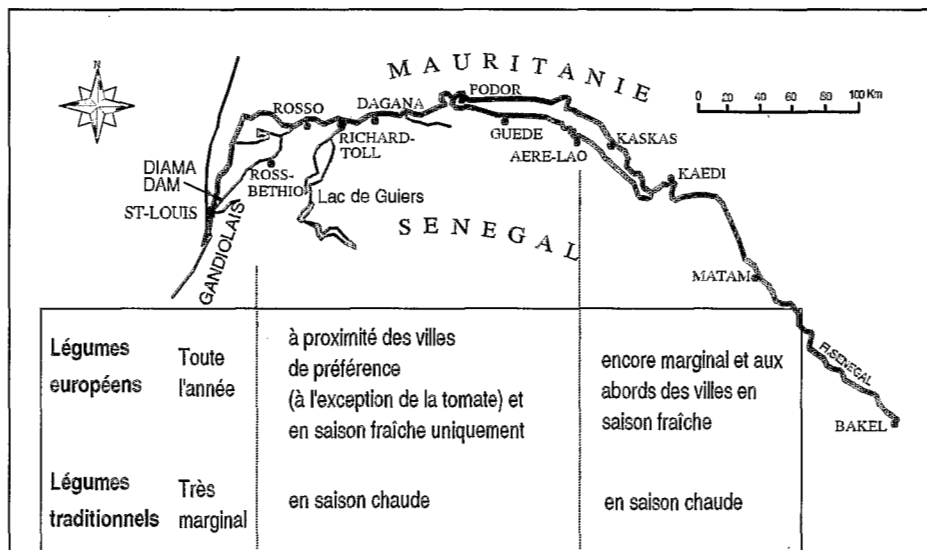 N
MAURITANIE
0 20 40 60 80 100 Km
ROSSO
DAGANA
PODOR
RICHARD-
TOLL
GUEDE
AERE-LAO
KASKAS
KAEDI
DIAMA
DAM
ROSS-
BETHIO
Lac de Guiers
ST-LOUIS
GANDIOLAIS
SENEGAL
MATAM
Fl.SENEGAL
BAKEL
Légumes
européens
Toute
l'année
à proximité des villes
de préférence
(à l'exception de la tomate) et
en saison fraîche uniquement
encore marginal et aux
abords des villes en
saison fraîche
Légumes
traditionnels
Très
marginal
en saison chaude
en saison chaude